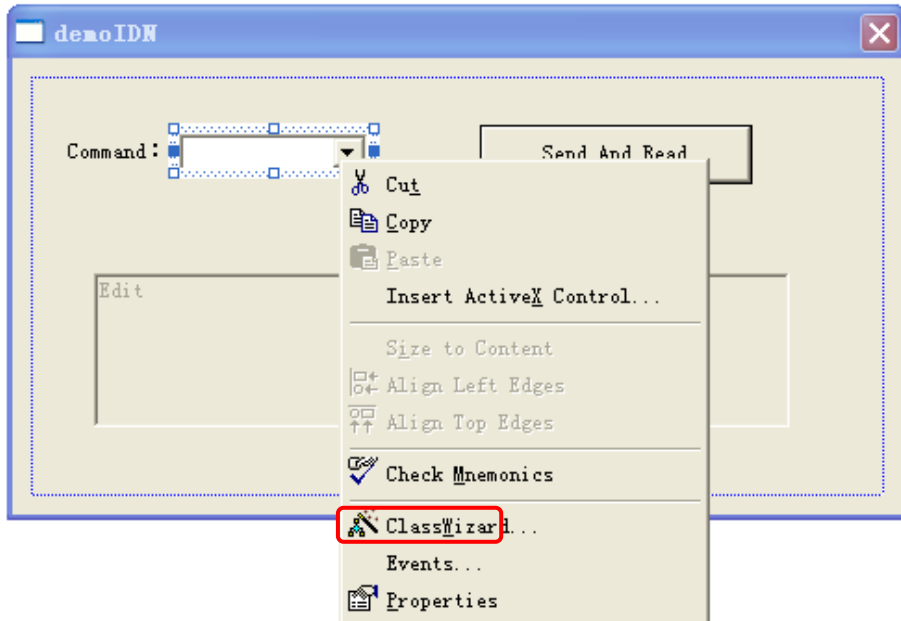 demoIDN
Command:
Send And Read
Edit
Cut
Copy
Paste
Insert ActiveX Control...
Size to Content
Align Left Edges
Align Top Edges
Check Mnemonics
ClassWizard...
Events...
Properties